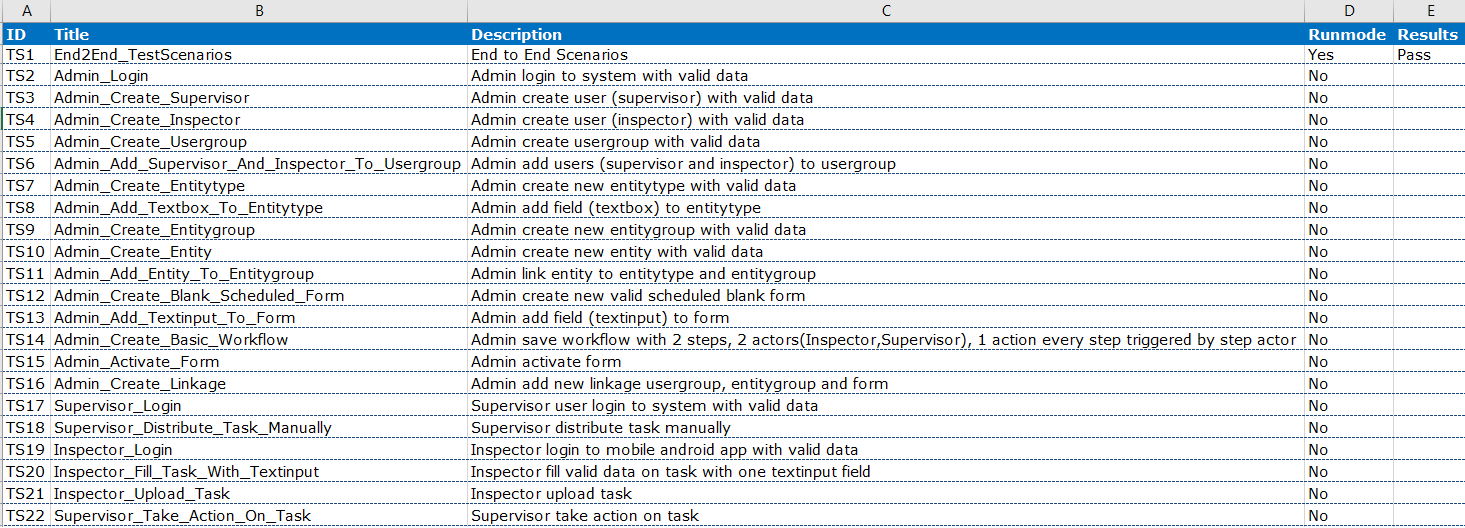 A B C D E
ID Title Description Runmode Results
TS1 End2End_TestScenarios End to End Scenarios Yes Pass
TS2 Admin_Login Admin login to system with valid data No
TS3 Admin_Create_Supervisor Admin create user (supervisor) with valid data No
TS4 Admin_Create_Inspector Admin create user (inspector) with valid data No
TS5 Admin_Create_Usergroup Admin create usergroup with valid data No
TS6 Admin_Add_Supervisor_And_Inspector_To_Usergroup Admin add users (supervisor and inspector) to usergroup No
TS7 Admin_Create_Entitytype Admin create new entitytype with valid data No
TS8 Admin_Add_Textbox_To_Entitytype Admin add field (textbox) to entitytype No
TS9 Admin_Create_Entitygroup Admin create new entitygroup with valid data No
TS10 Admin_Create_Entity Admin create new entity with valid data No
TS11 Admin_Add_Entity_To_Entitygroup Admin link entity to entitytype and entitygroup No
TS12 Admin_Create_Blank_Scheduled_Form Admin create new valid scheduled blank form No
TS13 Admin_Add_Textinput_To_Form Admin add field (textinput) to form No
TS14 Admin_Create_Basic_Workflow Admin save workflow with 2 steps, 2 actors(Inspector,Supervisor), 1 action every step triggered by step actor No
TS15 Admin_Activate_Form Admin activate form No
TS16 Admin_Create_Linkage Admin add new linkage usergroup, entitygroup and form No
TS17 Supervisor_Login Supervisor user login to system with valid data No
TS18 Supervisor_Distribute_Task_Manually Supervisor distribute task manually No
TS19 Inspector_Login Inspector login to mobile android app with valid data No
TS20 Inspector_Fill_Task_With_Textinput Inspector fill valid data on task with one textinput field No
TS21 Inspector_Upload_Task Inspector upload task No
TS22 Supervisor_Take_Action_On_Task Supervisor take action on task No